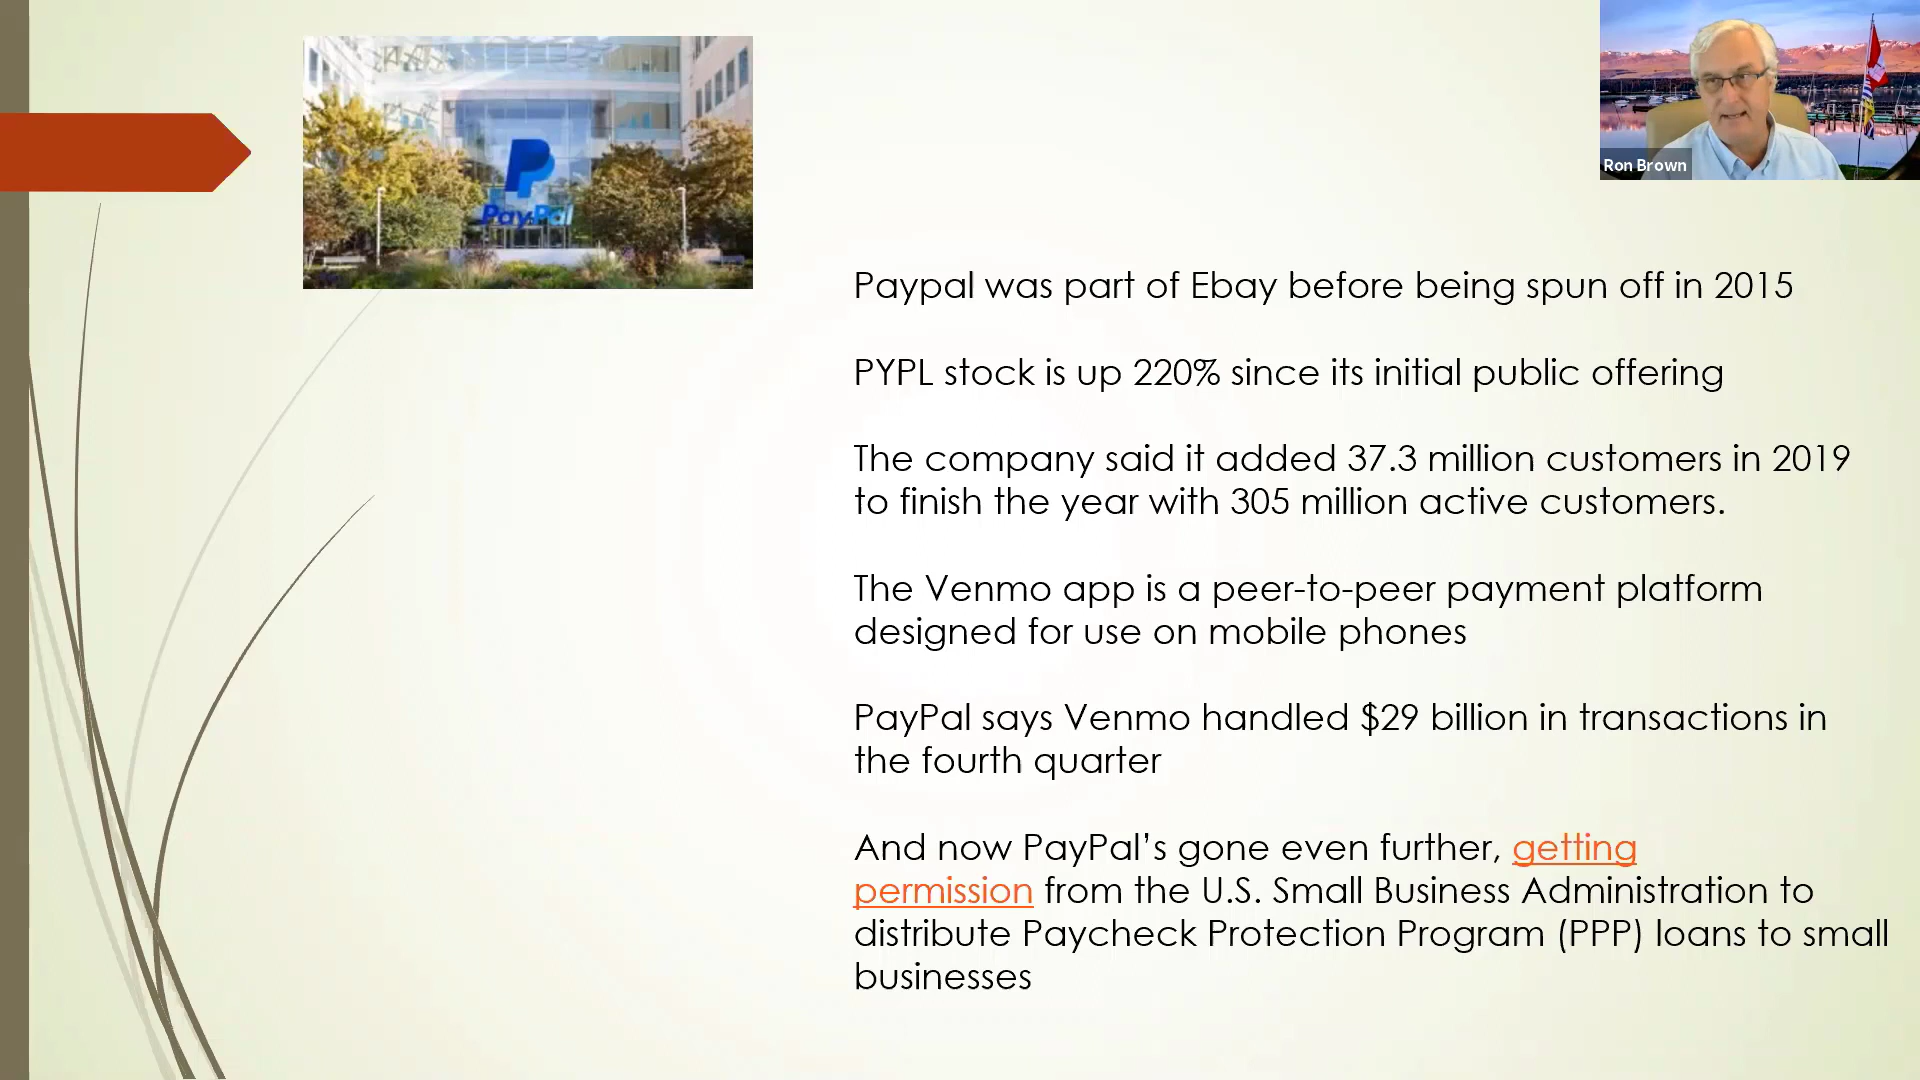 PayPal
Ron Brown
Paypal was part of Ebay before being spun off in 2015
PYPL stock is up 220% since its initial public offering
The company said it added 37.3 million customers in 2019
to finish the year with 305 million active customers.
The Venmo app is a peer-to-peer payment platform
designed for use on mobile phones
PayPal says Venmo handled $29 billion in transactions in
the fourth quarter
And now PayPal’s gone even further, getting
permission from the U.S. Small Business Administration to
distribute Paycheck Protection Program (PPP) loans to small
businesses